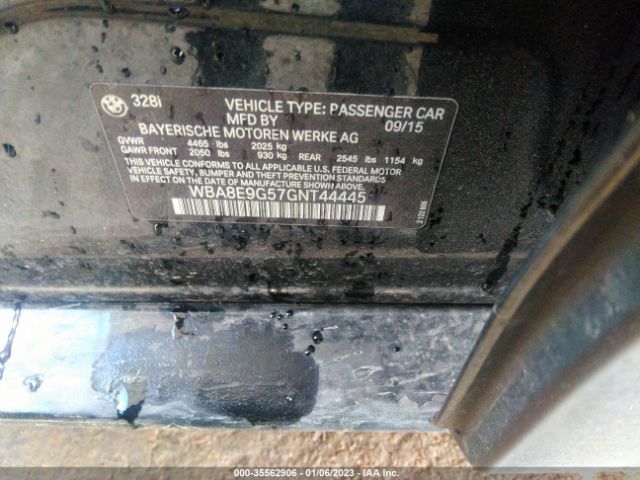 328i VEHICLE TYPE: PASSENGER CAR
MFD BY 09/15
BAYERISCHE MOTOREN WERKE AG
GVWR 4465 lbs 2025 kg
GAWR FRONT 2050 lbs 930 kg REAR 2545 lbs 1154 kg
THIS VEHICLE CONFORMS TO ALL APPLICABLE U.S. FEDERAL MOTOR
VEHICLE SAFETY, BUMPER AND THEFT PREVENTION STANDARDS IN
EFFECT ON THE DATE OF MANUFACTURE SHOWN ABOVE.
WBA8E9G57GNT44445
000-35562906 - 01/06/2023 - IAA Inc.